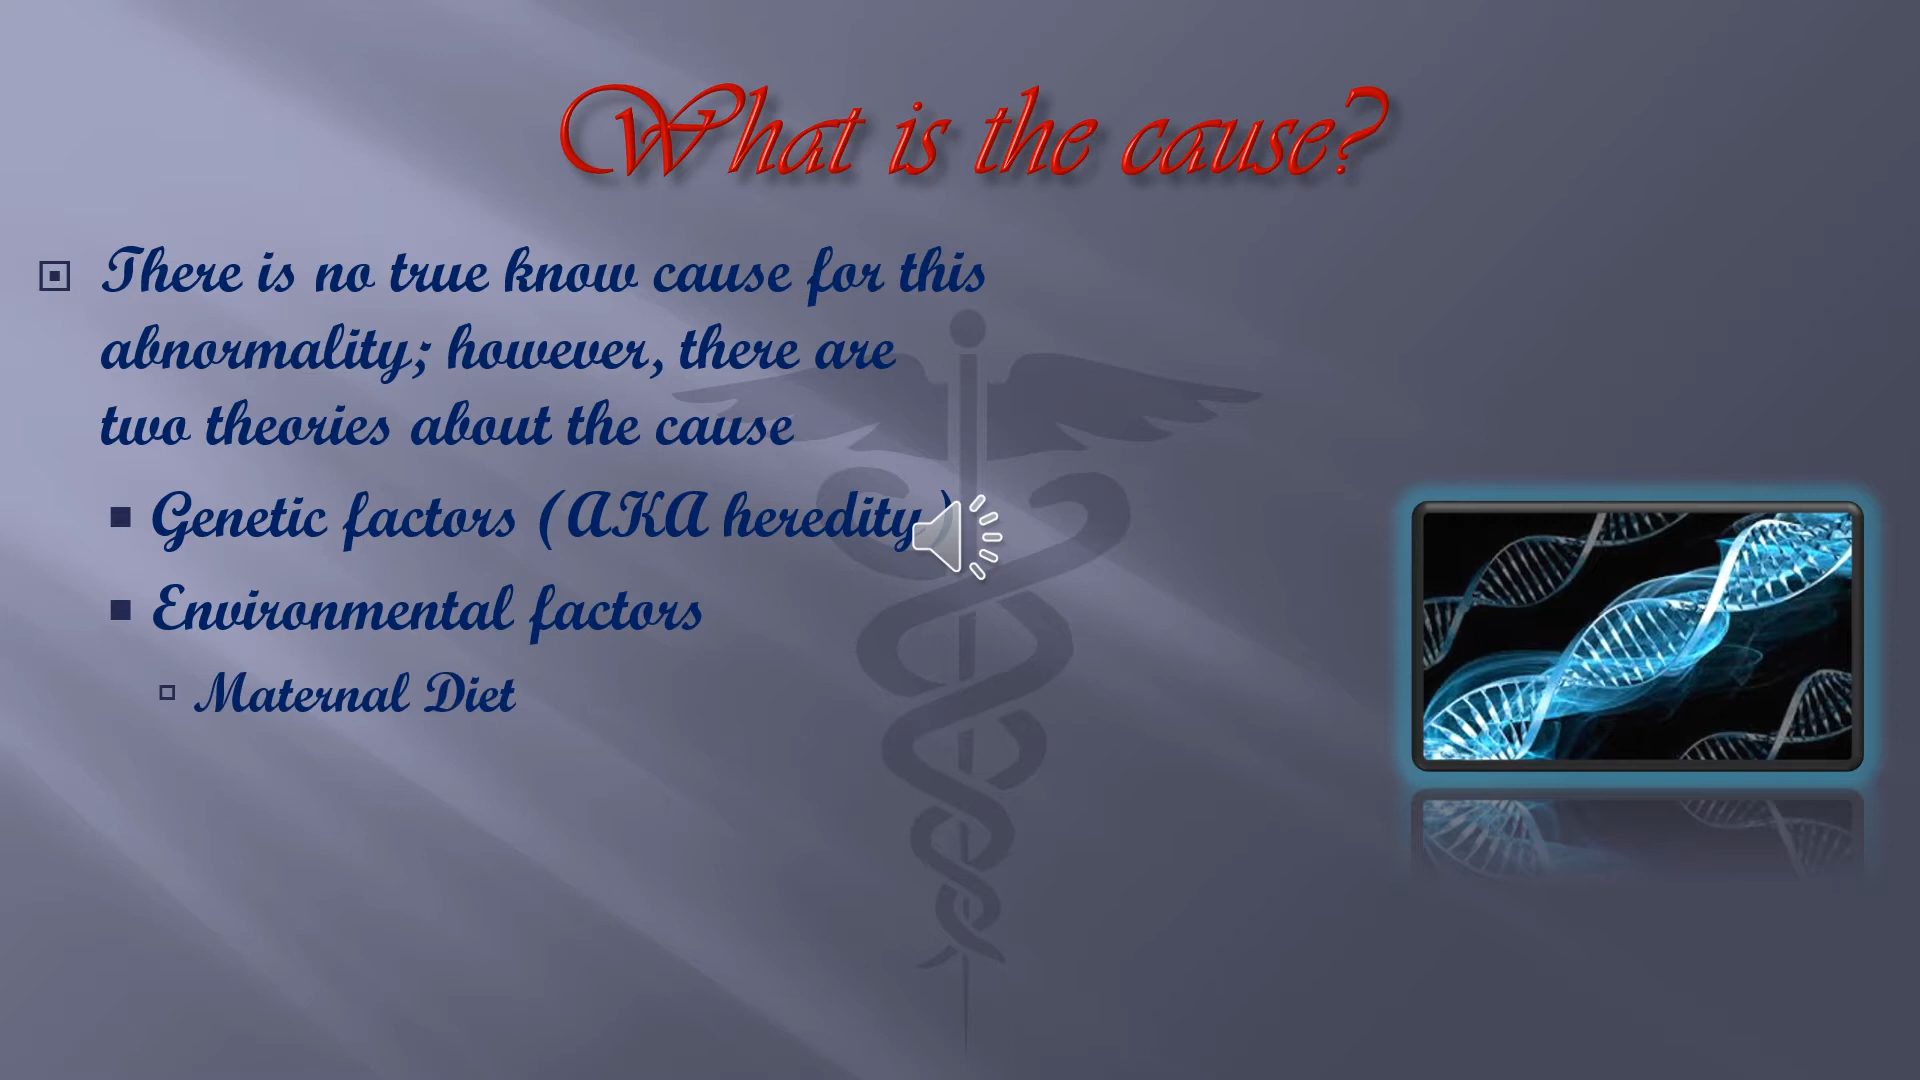 What is the cause?
There is no true know cause for this
abnormality; however, there are
two theories about the cause
Genetic factors (AKA heredity)
Environmental factors
Maternal Diet